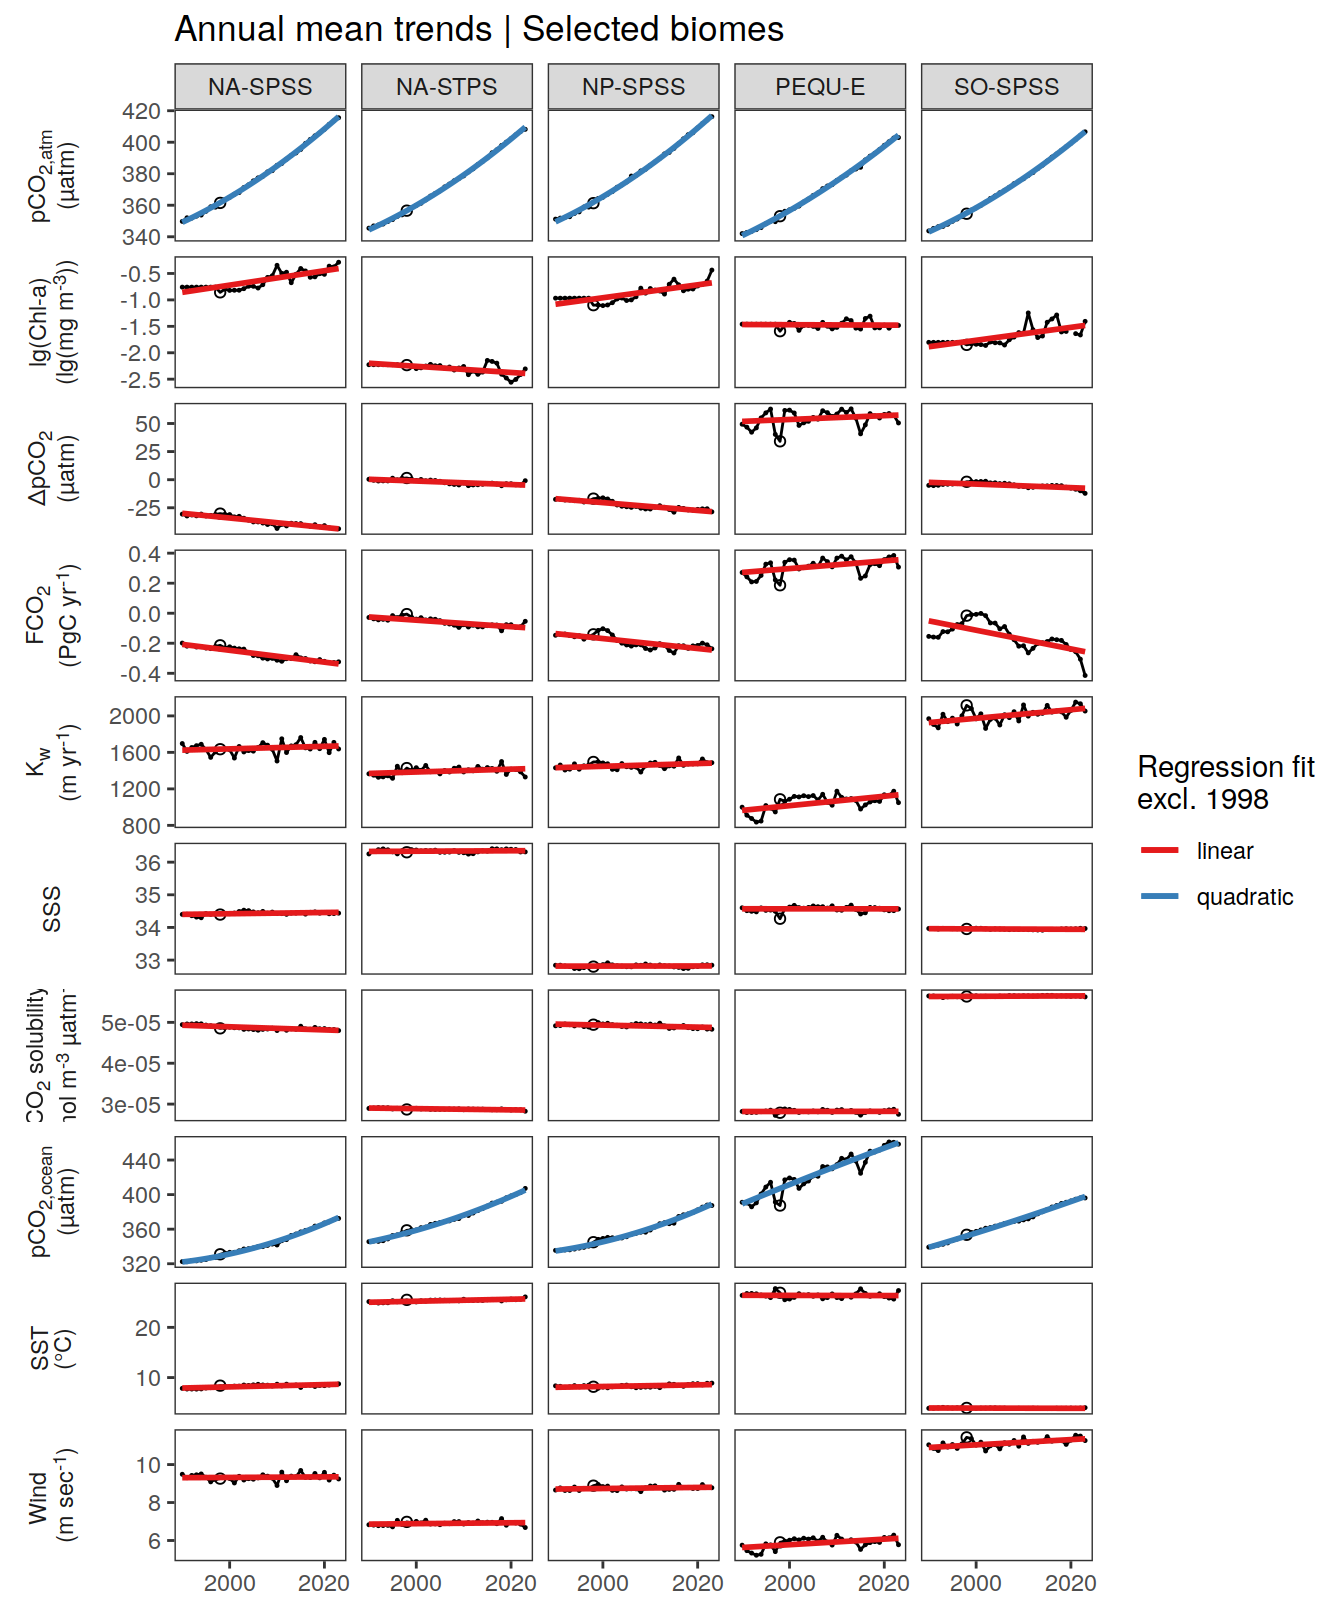 Annual mean trends | Selected biomes
NA-SPSS NA-STPS NP-SPSS PEQU-E SO-SPSS
pCO2,atm
(µatm)
420
400
380
360
340
lg(Chl-a)
(lg(mg m-3))
-0.5
-1.0
-1.5
-2.0
-2.5
ΔpCO2
(µatm)
50
25
0
-25
FCO2
(PgC yr-1)
0.4
0.2
0.0
-0.2
-0.4
Kw
(m yr-1)
2000
1600
1200
800
SSS
36
35
34
33
CO2 solubility
nol m-3 µatm-
5e-05
4e-05
3e-05
pCO2,ocean
(µatm)
440
400
360
320
SST
(°C)
20
10
Wind
(m sec-1)
10
8
6
2000 2020 2000 2020 2000 2020 2000 2020 2000 2020
Regression fit
excl. 1998
linear
quadratic